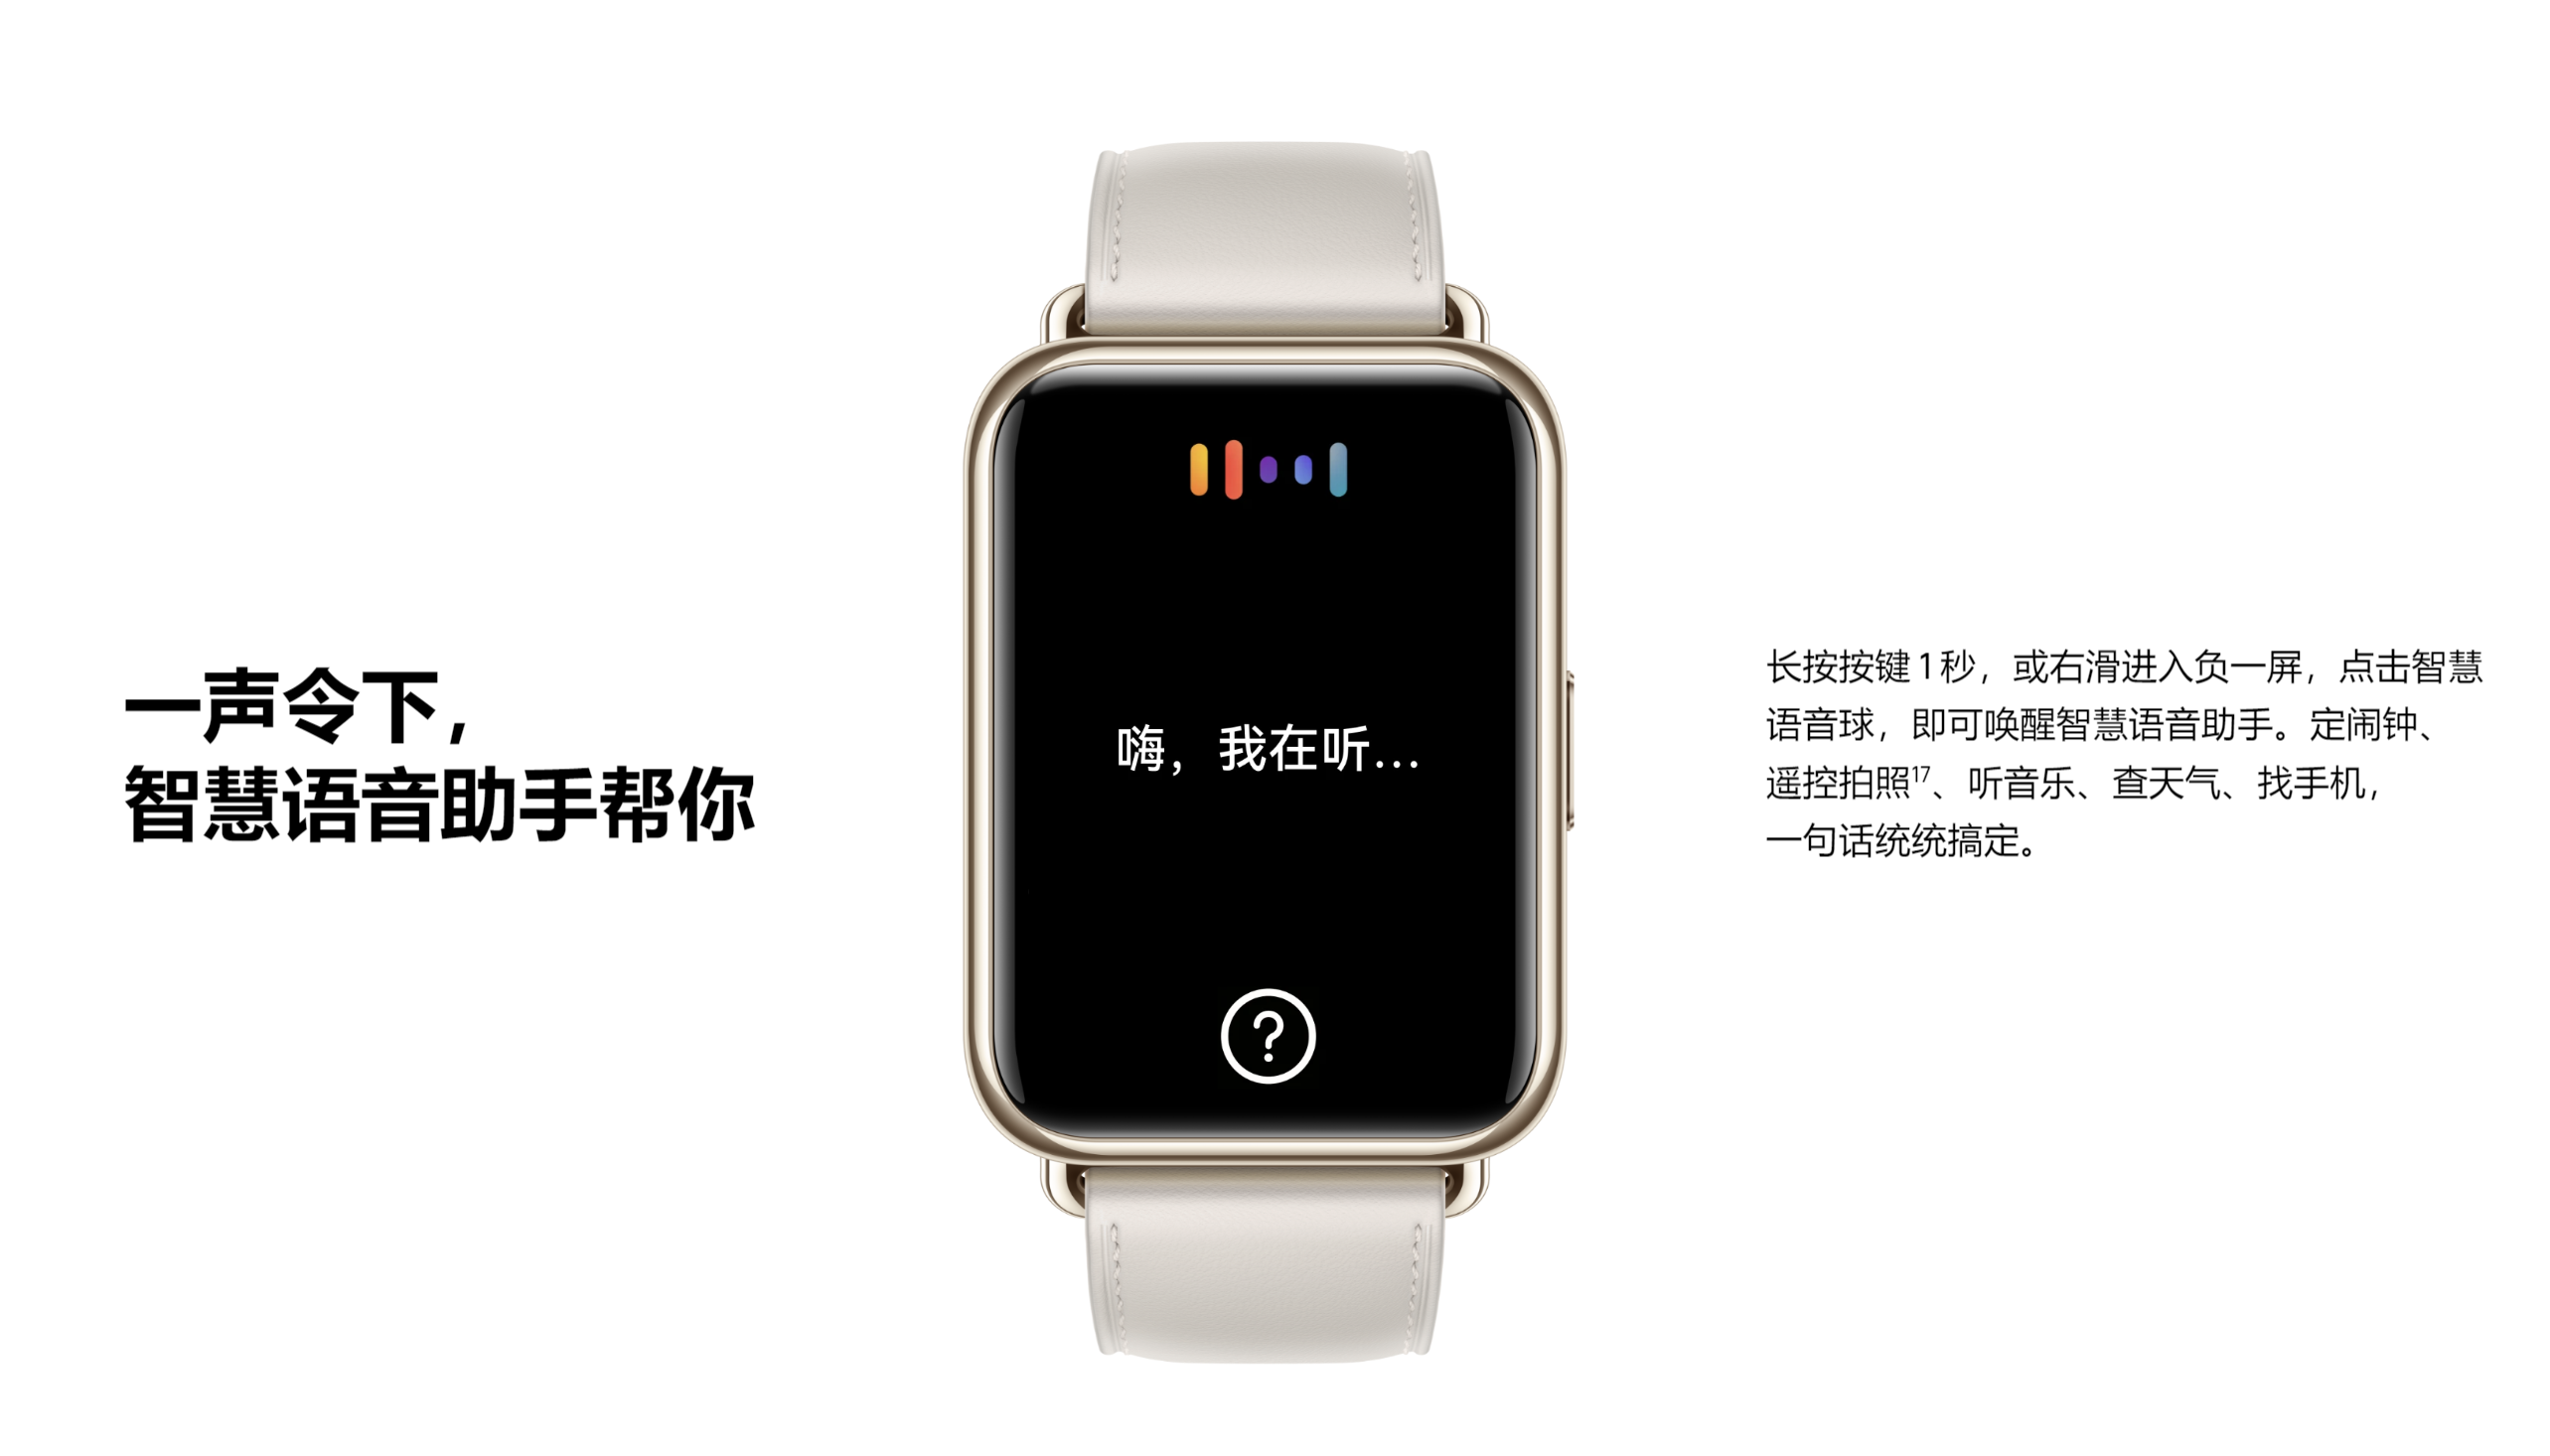 一声令下，
智慧语音助手帮你
嗨，我在听...
?
长按按键1秒，或右滑进入负一屏，点击智慧
语音球，即可唤醒智慧语音助手。定闹钟、
遥控拍照17、听音乐、查天气、找手机，
一句话统统搞定。